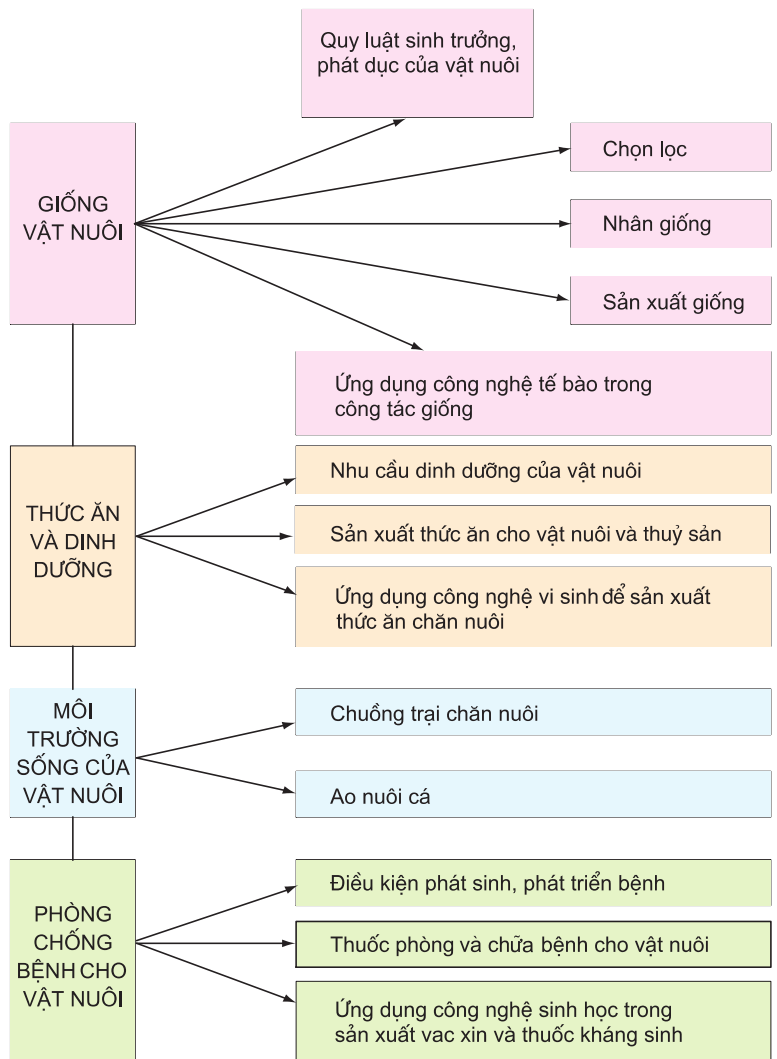 Quy luật sinh trưởng,
phát dục của vật nuôi
GIỐNG
VẬT NUÔI
Chọn lọc
Nhân giống
Sản xuất giống
Ứng dụng công nghệ tế bào trong
công tác giống
THỨC ĂN
VÀ DINH
DƯỠNG
Nhu cầu dinh dưỡng của vật nuôi
Sản xuất thức ăn cho vật nuôi và thuỷ sản
Ứng dụng công nghệ vi sinh để sản xuất
thức ăn chăn nuôi
MÔI
TRƯỜNG
SỐNG CỦA
VẬT NUÔI
Chuồng trại chăn nuôi
Ao nuôi cá
PHÒNG
CHỐNG
BỆNH CHO
VẬT NUÔI
Điều kiện phát sinh, phát triển bệnh
Thuốc phòng và chữa bệnh cho vật nuôi
Ứng dụng công nghệ sinh học trong
sản xuất vac xin và thuốc kháng sinh